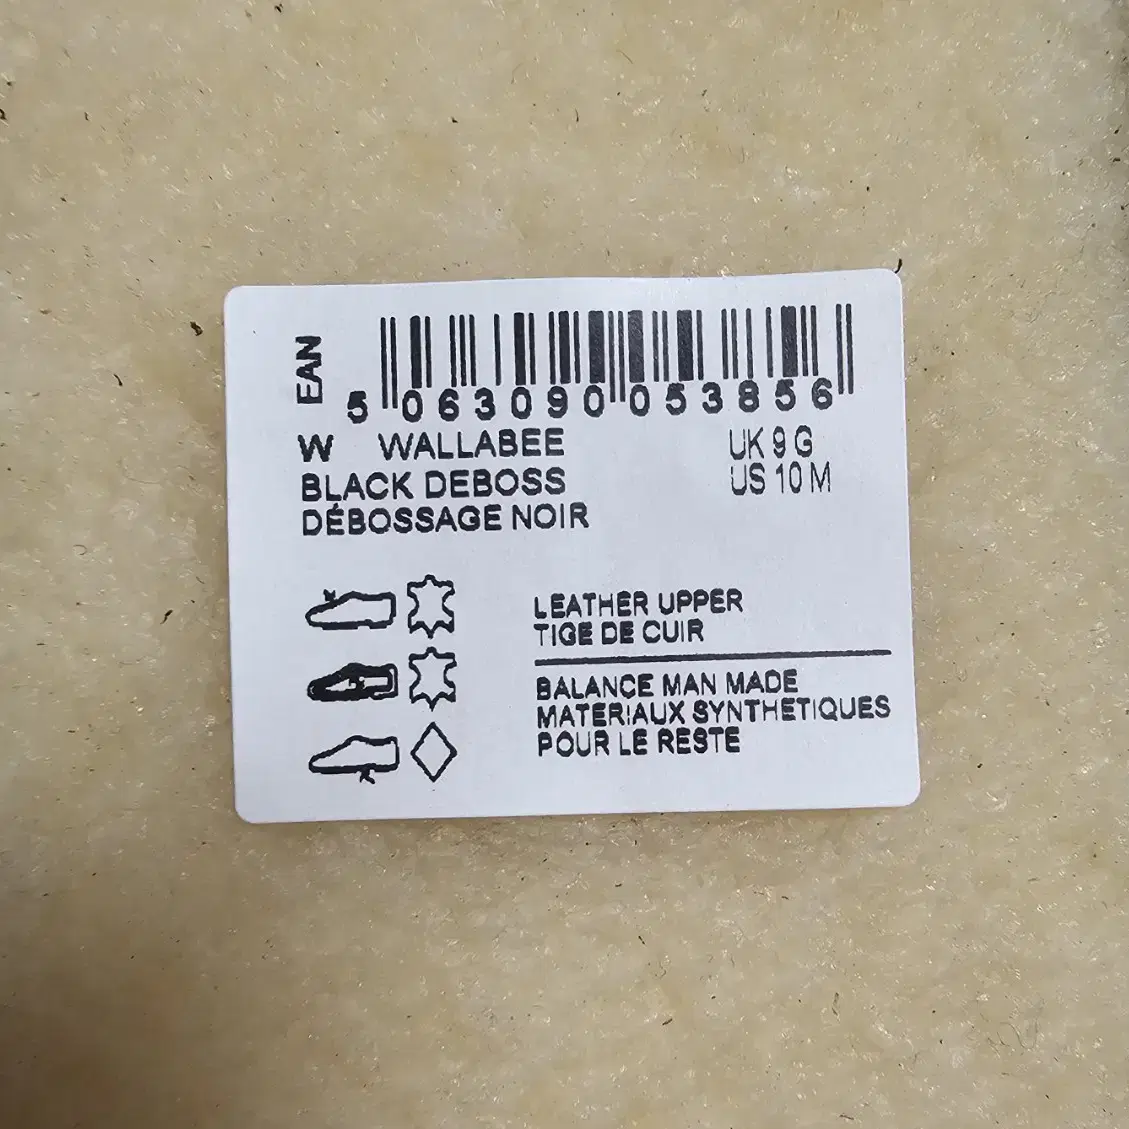 EAN
5 063090 053856
W WALLABEE UK 9 G
BLACK DEBOSS US 10 M
DÉBOSSAGE NOIR
LEATHER UPPER
TIGE DE CUIR
BALANCE MAN MADE
MATERIAUX SYNTHETIQUES
POUR LE RESTE